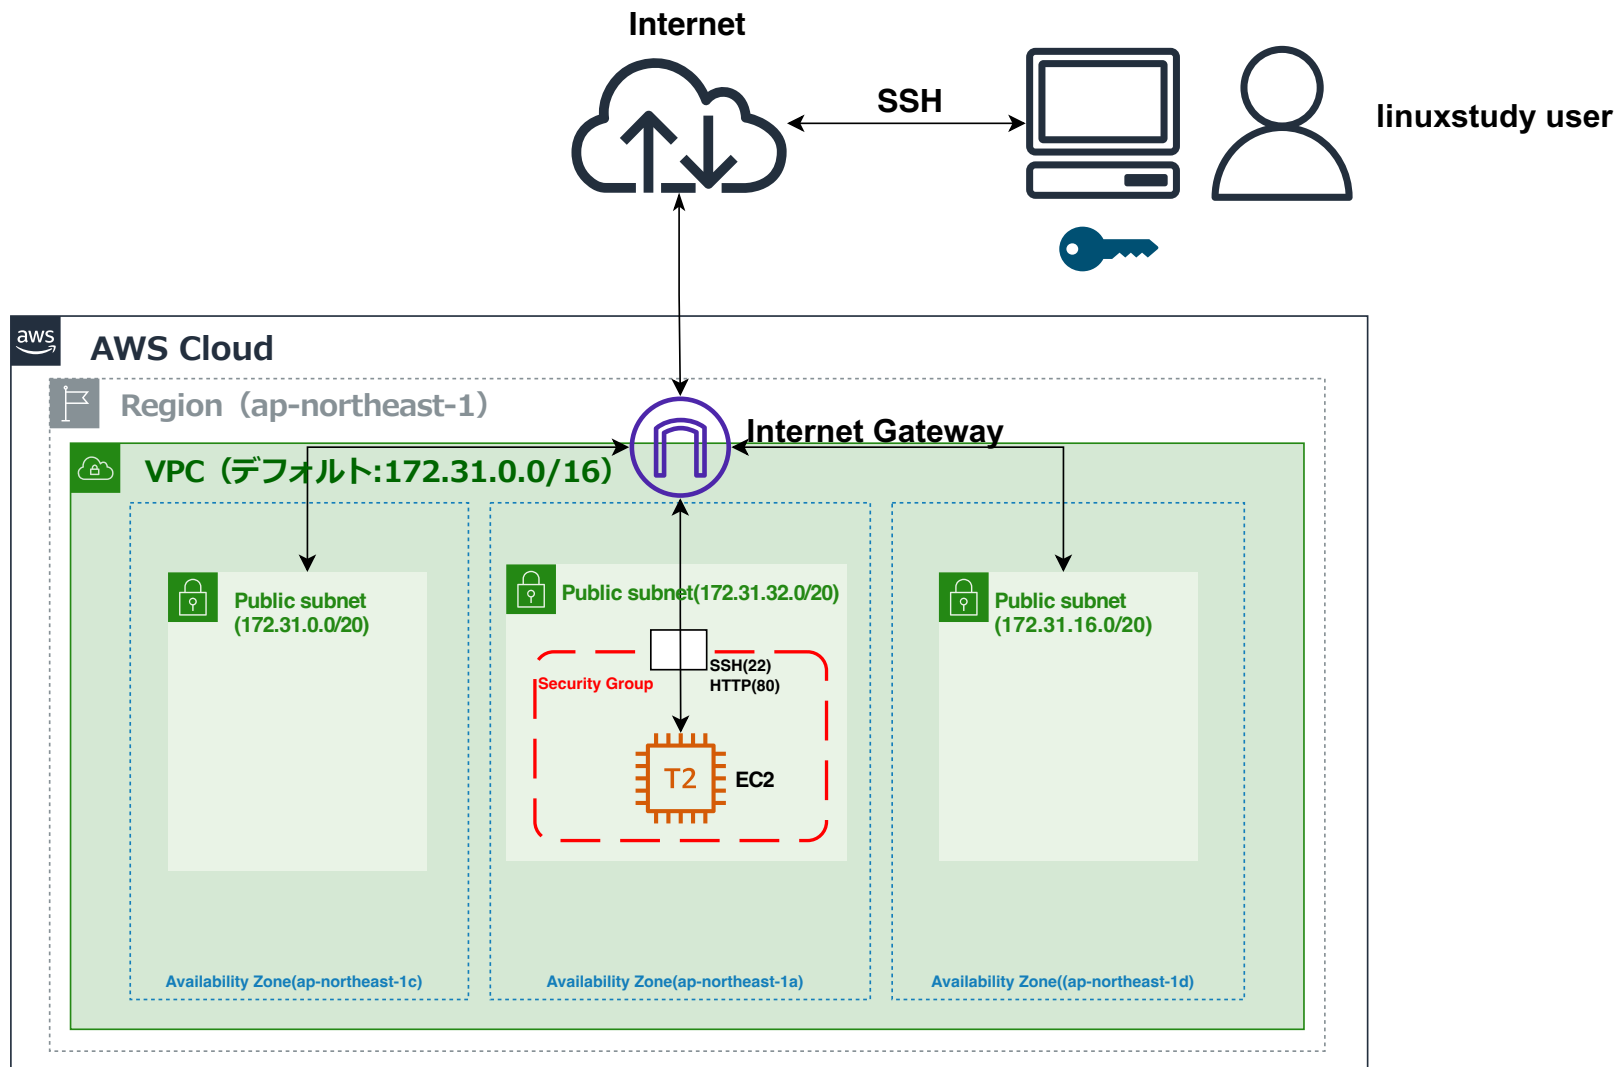 Internet
SSH
linuxstudy user
aws
AWS Cloud
Region（ap-northeast-1）
Internet Gateway
VPC（デフォルト:172.31.0.0/16）
Public subnet
(172.31.0.0/20)
Public subnet(172.31.32.0/20)
Public subnet
(172.31.16.0/20)
SSH(22)
HTTP(80)
Security Group
T2
EC2
Availability Zone(ap-northeast-1c)
Availability Zone(ap-northeast-1a)
Availability Zone((ap-northeast-1d)